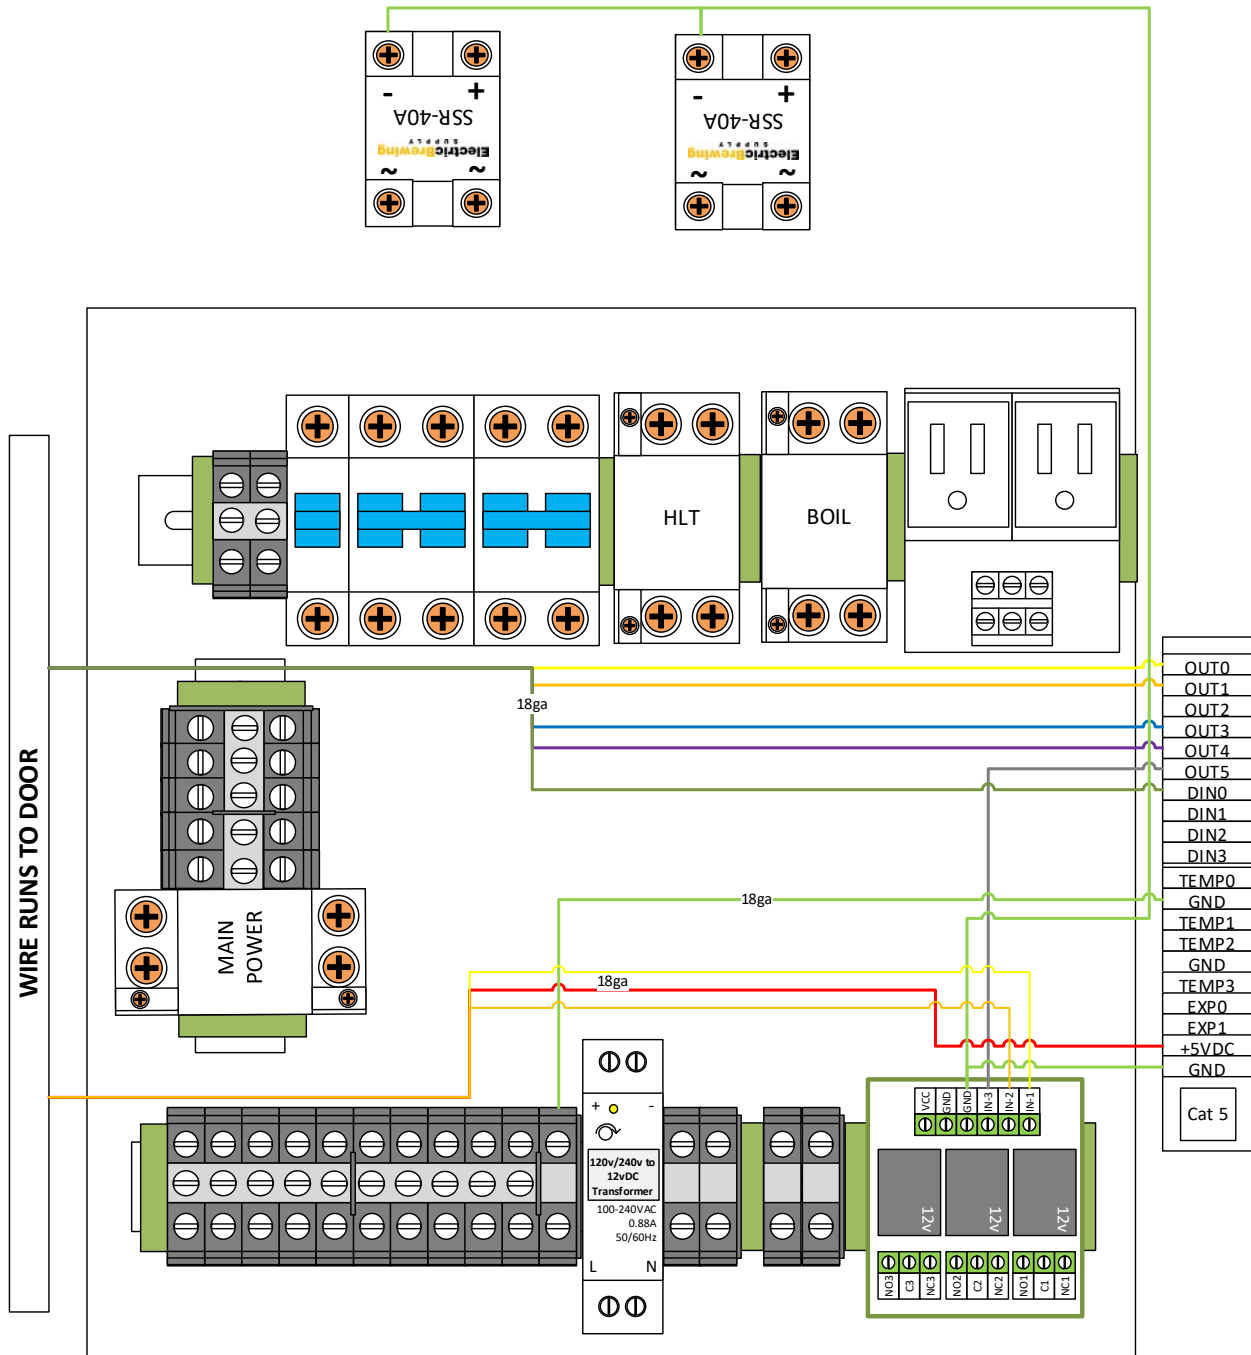 - +
SSR-40A
SUPPLY
ElectricBrewing
~ ~
- +
SSR-40A
SUPPLY
ElectricBrewing
~ ~
HLT
BOIL
WIRE RUNS TO DOOR
18ga
MAIN
POWER
OUT0
OUT1
OUT2
OUT3
OUT4
OUT5
DIN0
DIN1
DIN2
DIN3
TEMP0
GND
TEMP1
TEMP2
GND
TEMP3
EXP0
EXP1
+5VDC
GND
Cat 5
18ga
18ga
+ -
120v/240v to
12vDC
Transformer
100-240VAC
0.88A
50/60Hz
L N
VCC
GND
GND
IN-3
IN-2
IN-1
12v
12v
12v
NO3
C3
NC3
NO2
C2
NC2
NO1
C1
NC1